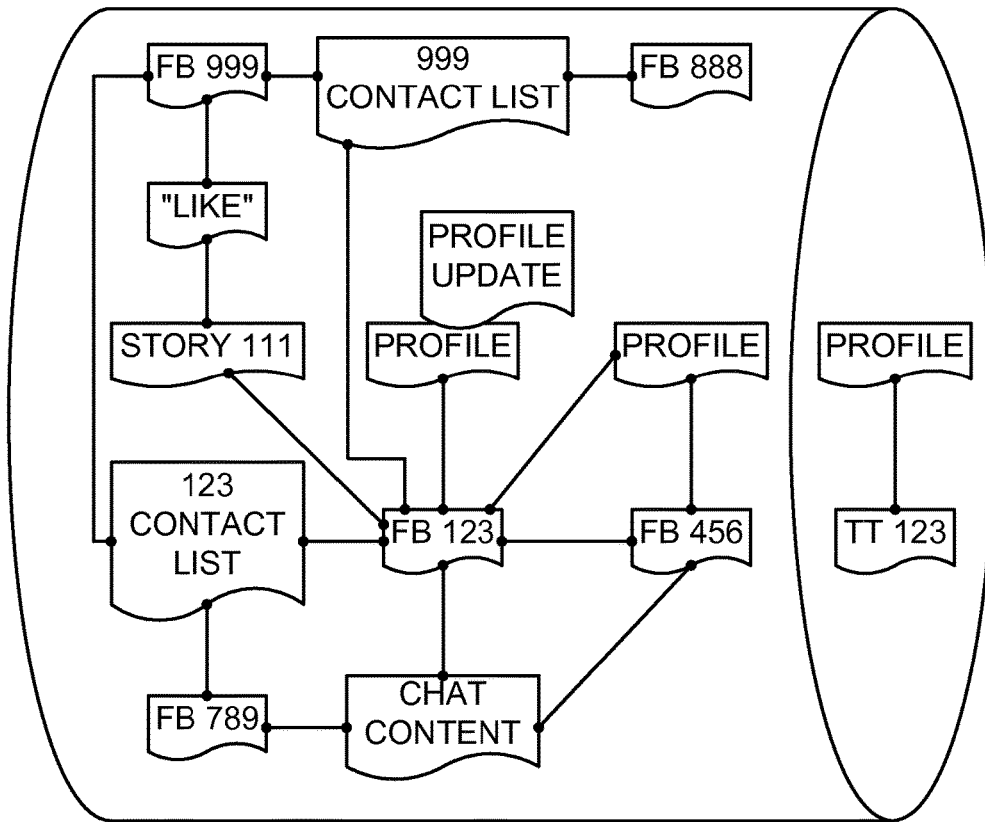 FB 999
999
CONTACT LIST
FB 888
"LIKE"
PROFILE
UPDATE
STORY 111
PROFILE
PROFILE
PROFILE
123
CONTACT
LIST
FB 123
FB 456
TT 123
FB 789
CHAT
CONTENT